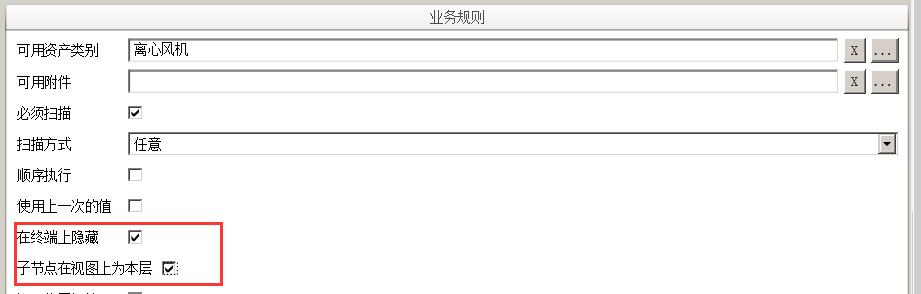 业务规则
可用资产类别 离心风机 X ...
可用附件 X ...
必须扫描
扫描方式 任意
顺序执行
使用上一次的值
在终端上隐藏
子节点在视图上为本层